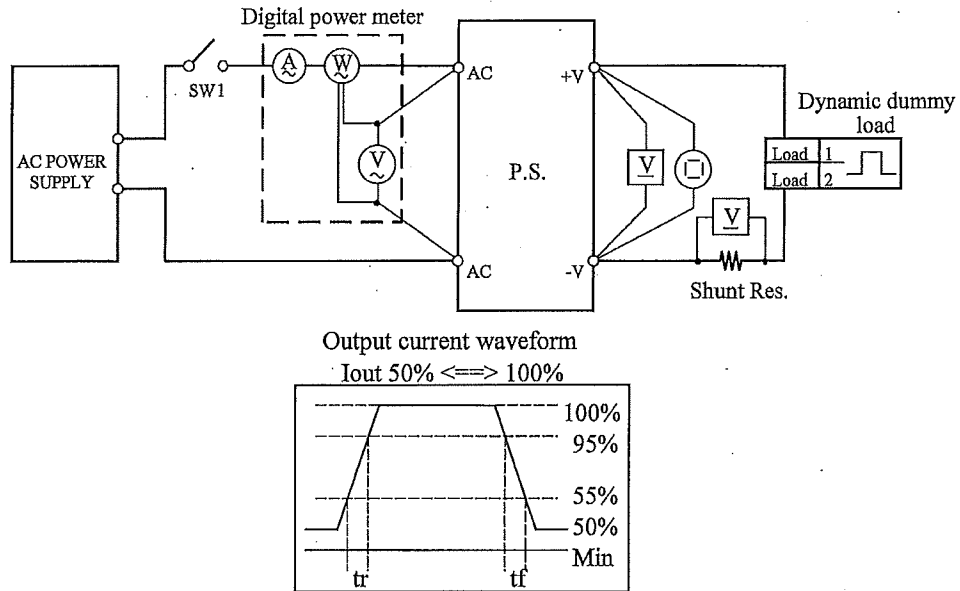 Digital power meter
A
W
SW1
AC
+V
Dynamic dummy
load
AC POWER
SUPPLY
V
P.S.
V
Load 1
Load 2
V
AC
-V
Shunt Res.
Output current waveform
Iout 50% <==> 100%
100%
95%
55%
50%
Min
tr
tf